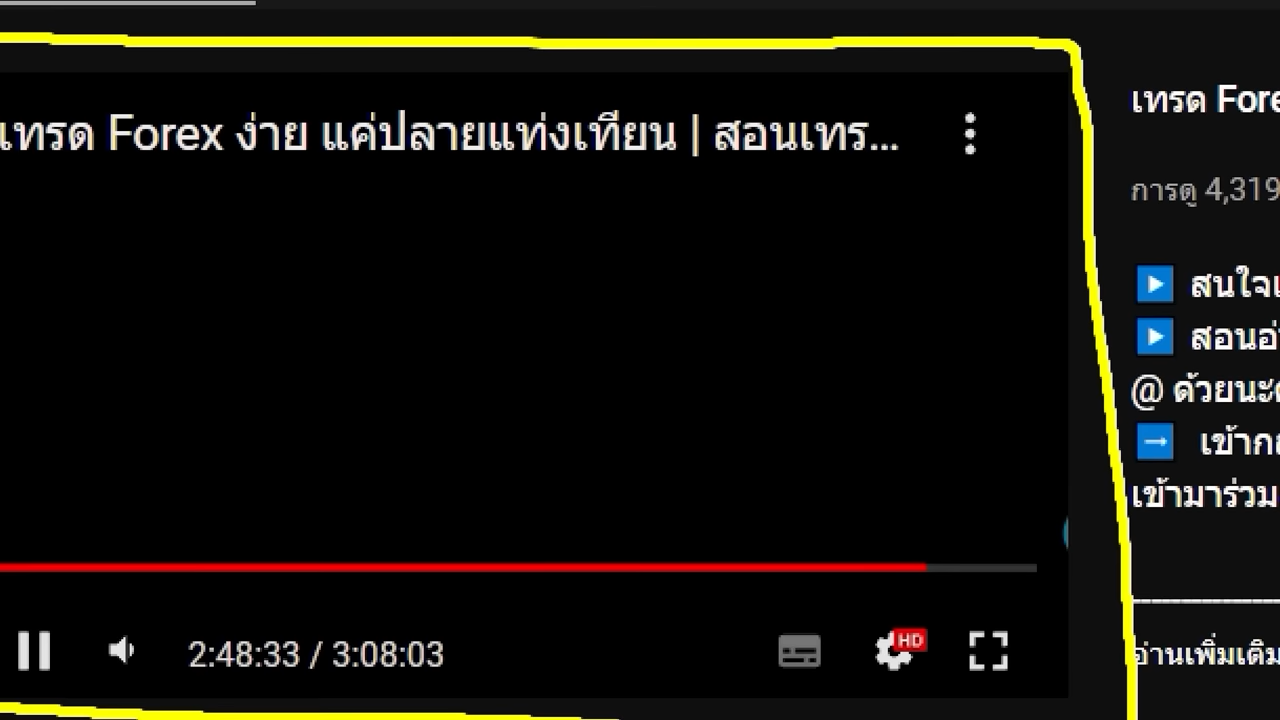 เทรด Forex ง่าย แค่ปลายแท่งเทียน | สอนเทร...
2:48:33 / 3:08:03
HD
เทรด Fore
การดู 4,319
สนใจเ
สอนอ่
@ ด้วยนะ
เข้าก
เข้ามาร่วม
อ่านเพิ่มเติม